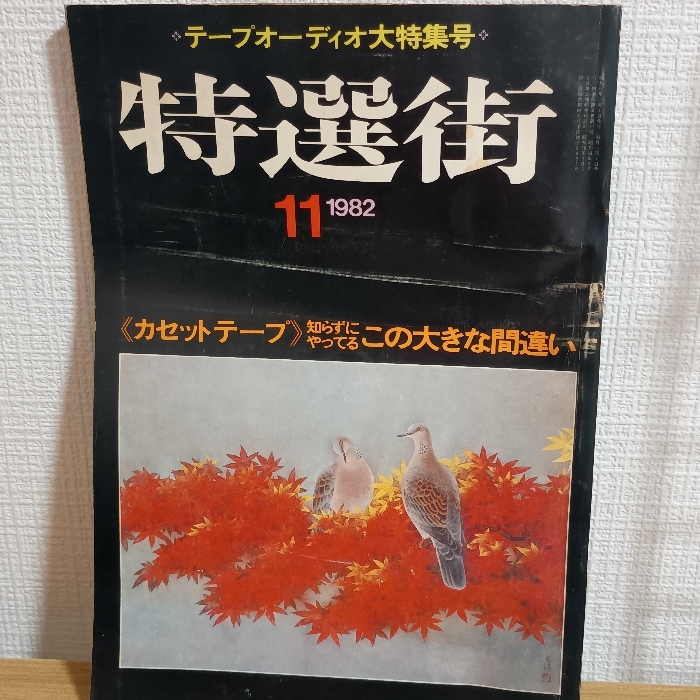 テープオーディオ大特集号
特選街
11 1982
《カセットテープ》知らずにやってるこの大きな間違い